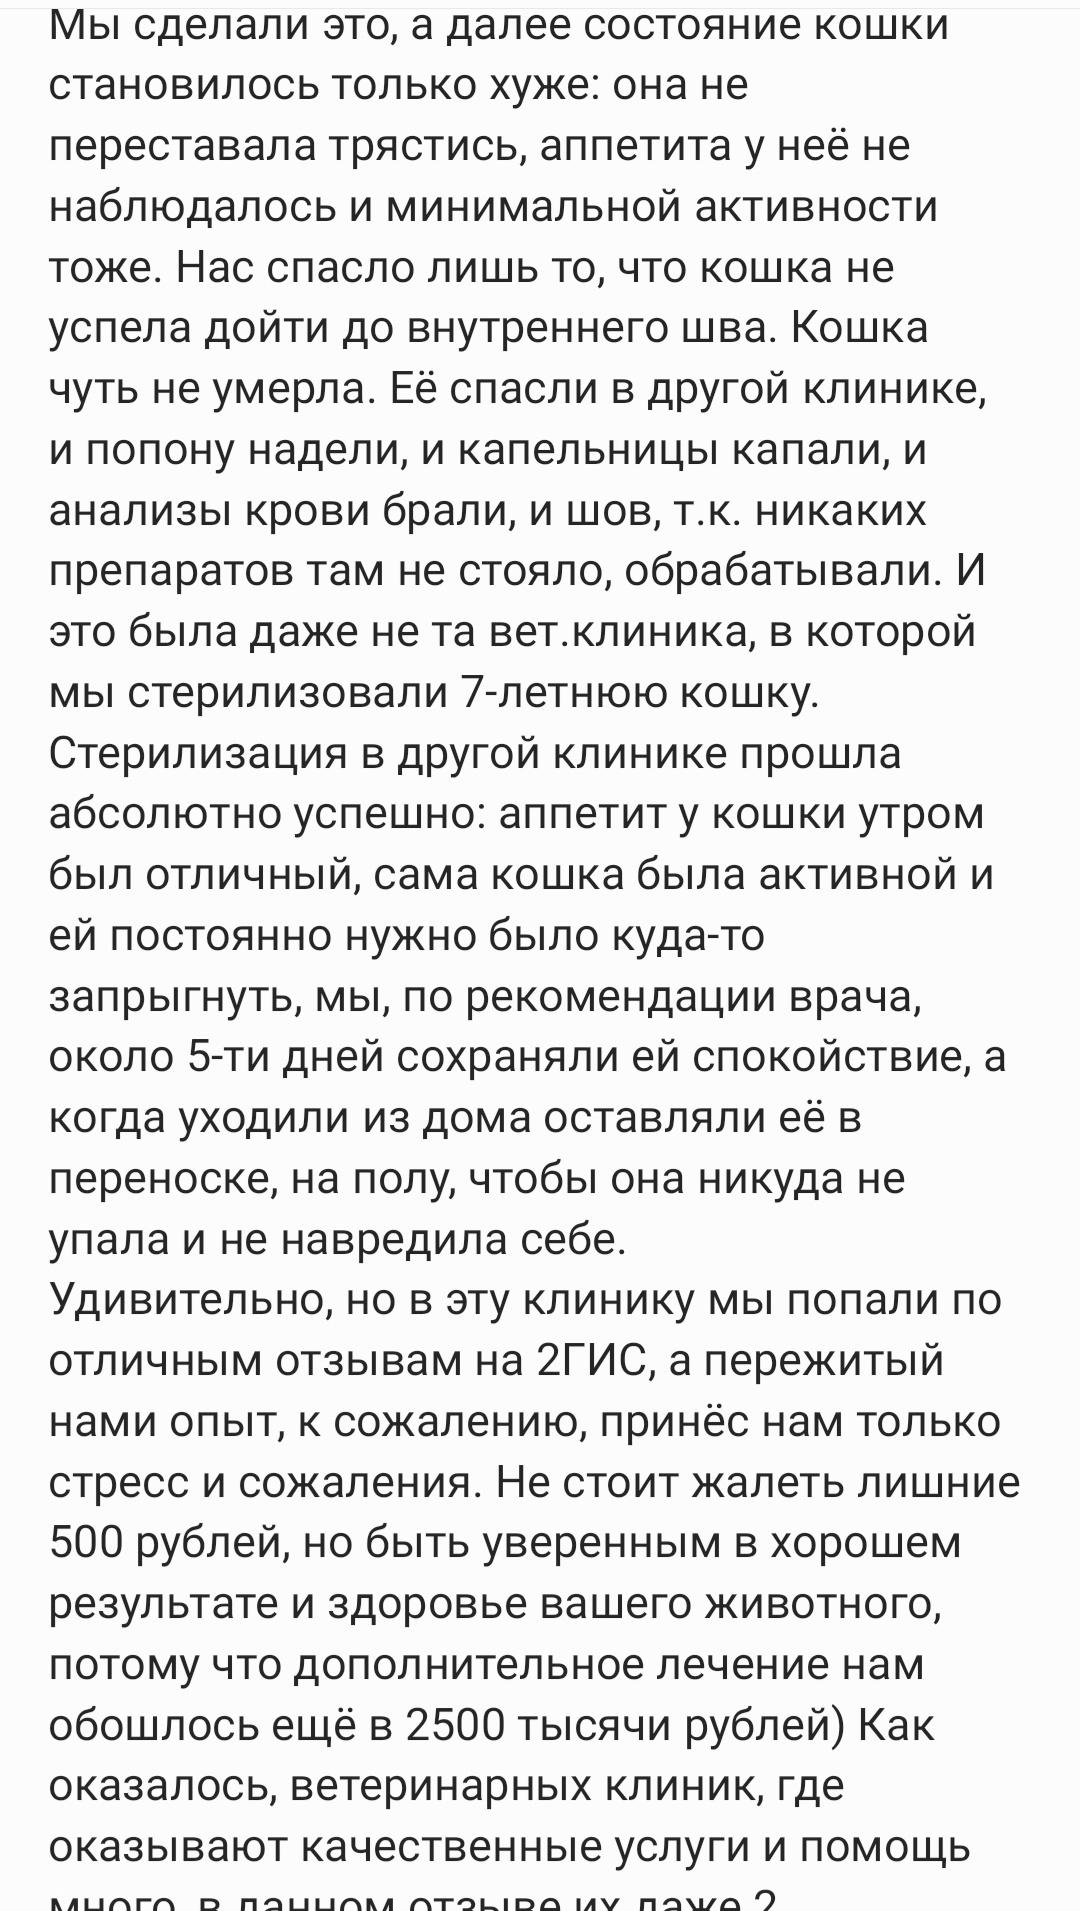 Мы сделали это, а далее состояние кошки
становилось только хуже: она не
переставала трястись, аппетита у неё не
наблюдалось и минимальной активности
тоже. Нас спасло лишь то, что кошка не
успела дойти до внутреннего шва. Кошка
чуть не умерла. Её спасли в другой клинике,
и попону надели, и капельницы капали, и
анализы крови брали, и шов, т.к. никаких
препаратов там не стояло, обрабатывали. И
это была даже не та вет.клиника, в которой
мы стерилизовали 7-летнюю кошку.
Стерилизация в другой клинике прошла
абсолютно успешно: аппетит у кошки утром
был отличный, сама кошка была активной и
ей постоянно нужно было куда-то
запрыгнуть, мы, по рекомендации врача,
около 5-ти дней сохраняли ей спокойствие, а
когда уходили из дома оставляли её в
переноске, на полу, чтобы она никуда не
упала и не навредила себе.
Удивительно, но в эту клинику мы попали по
отличным отзывам на 2ГИС, а пережитый
нами опыт, к сожалению, принёс нам только
стресс и сожаления. Не стоит жалеть лишние
500 рублей, но быть уверенным в хорошем
результате и здоровье вашего животного,
потому что дополнительное лечение нам
обошлось ещё в 2500 тысячи рублей) Как
оказалось, ветеринарных клиник, где
оказывают качественные услуги и помощь
много, в данном отзыве их даже 2